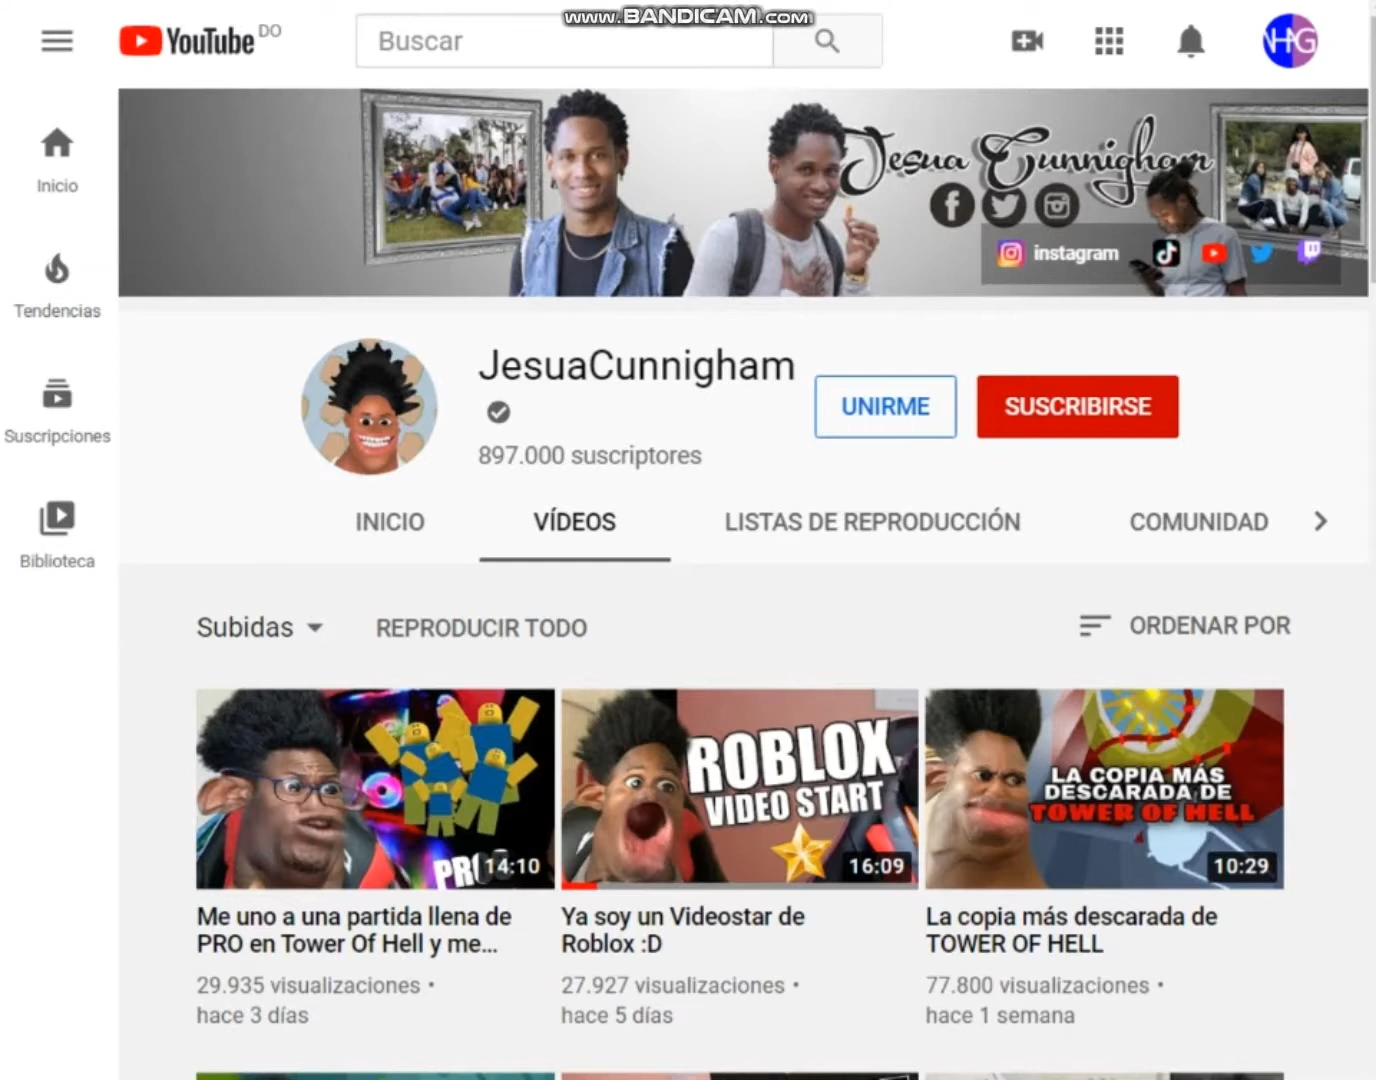 www.BANDICAM.com
YouTube DO
Buscar
HG
Inicio
Tendencias
Suscripciones
Biblioteca
Jesua Cunnigham
instagram
JesuaCunnigham
897.000 suscriptores
UNIRME
SUSCRIBIRSE
INICIO
VÍDEOS
LISTAS DE REPRODUCCIÓN
COMUNIDAD
Subidas
REPRODUCIR TODO
ORDENAR POR
14:10
ROBLOX
VIDEO START
16:09
LA COPIA MÁS
DESCARADA DE
TOWER OF HELL
10:29
Me uno a una partida llena de
PRO en Tower Of Hell y me...
29.935 visualizaciones •
hace 3 días
Ya soy un Videostar de
Roblox :D
27.927 visualizaciones •
hace 5 días
La copia más descarada de
TOWER OF HELL
77.800 visualizaciones •
hace 1 semana